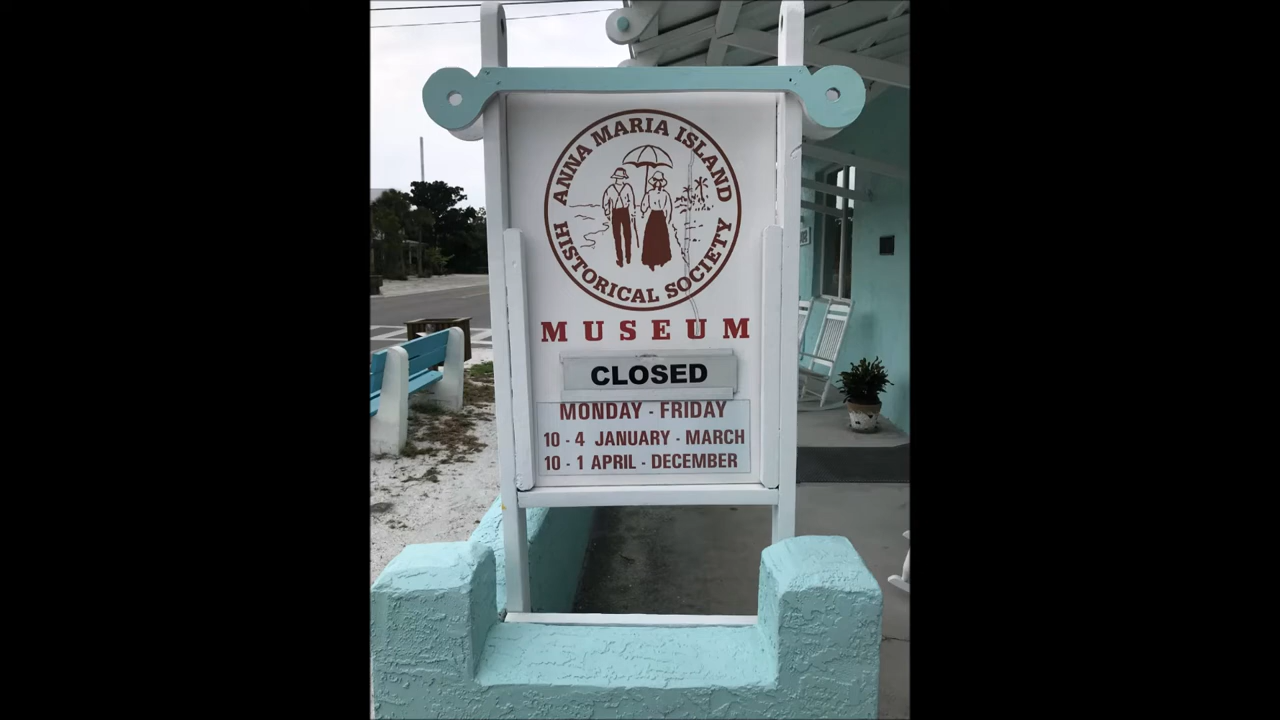 ANNA MARIA ISLAND
HISTORICAL SOCIETY
MUSEUM
CLOSED
MONDAY - FRIDAY
10 - 4 JANUARY - MARCH
10 - 1 APRIL - DECEMBER